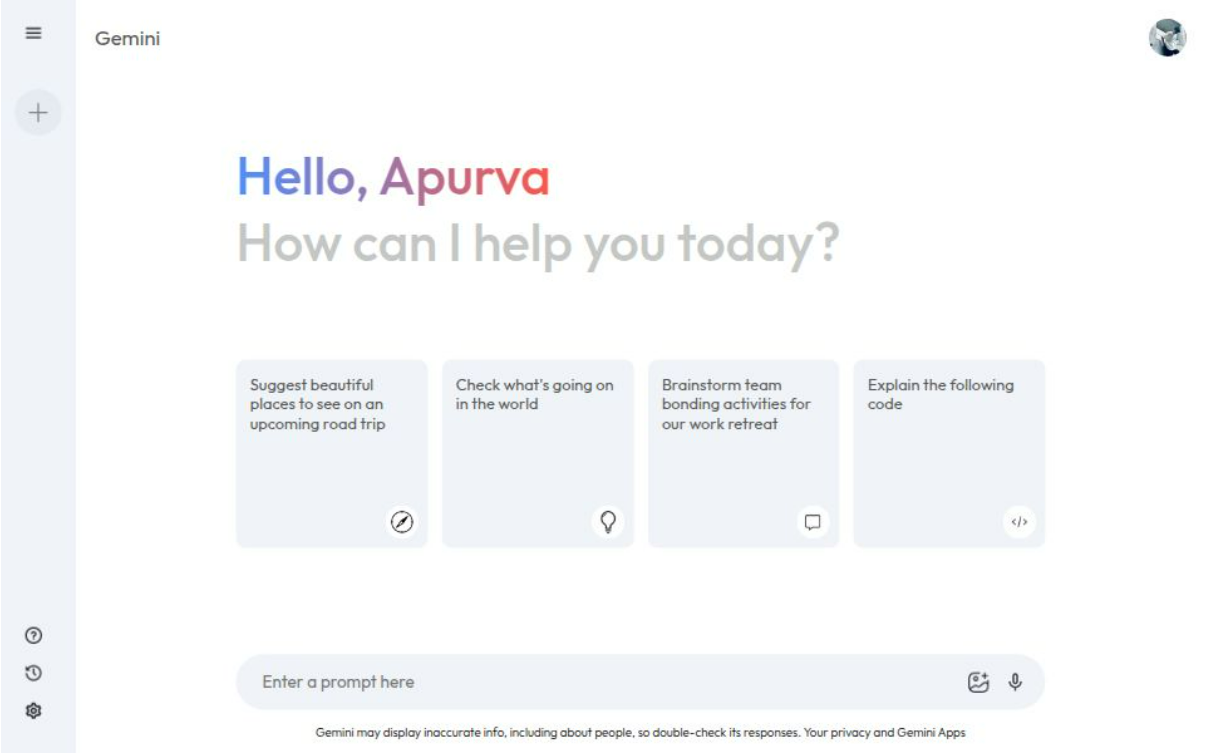 Gemini
Hello, Apurva
How can I help you today?
Suggest beautiful
places to see on an
upcoming road trip
Check what's going on
in the world
Brainstorm team
bonding activities for
our work retreat
Explain the following
code
Enter a prompt here
Gemini may display inaccurate info, including about people, so double-check its responses. Your privacy and Gemini Apps